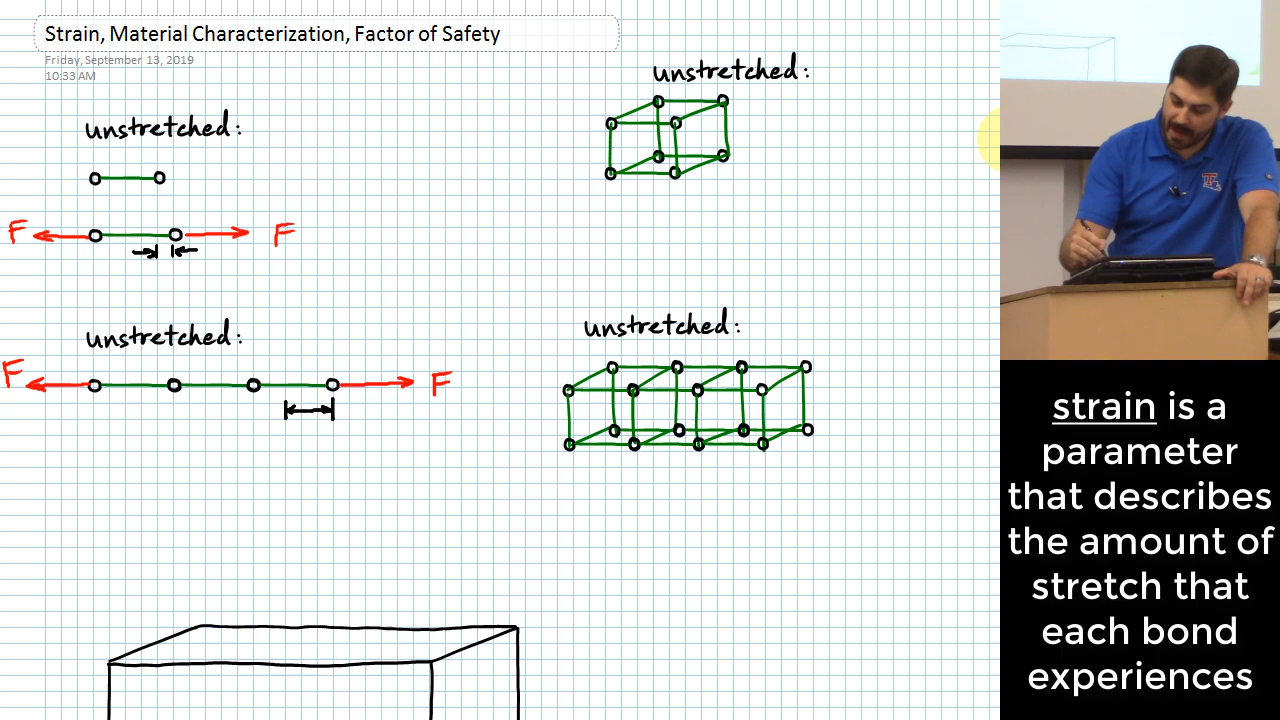 Strain, Material Characterization, Factor of Safety
Friday, September 13, 2019
10:33 AM
unstretched:
F
F
unstretched:
F
F
unstretched:
unstretched:
strain is a
parameter
that describes
the amount of
stretch that
each bond
experiences